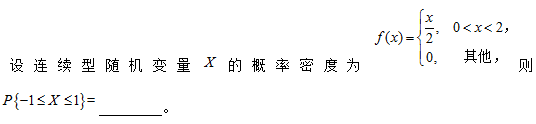 设连续型随机变量 X 的概率密度为 f(x)={x/2, 0<x<2, 0, 其他, 则
P{-1≤X≤1}=________。